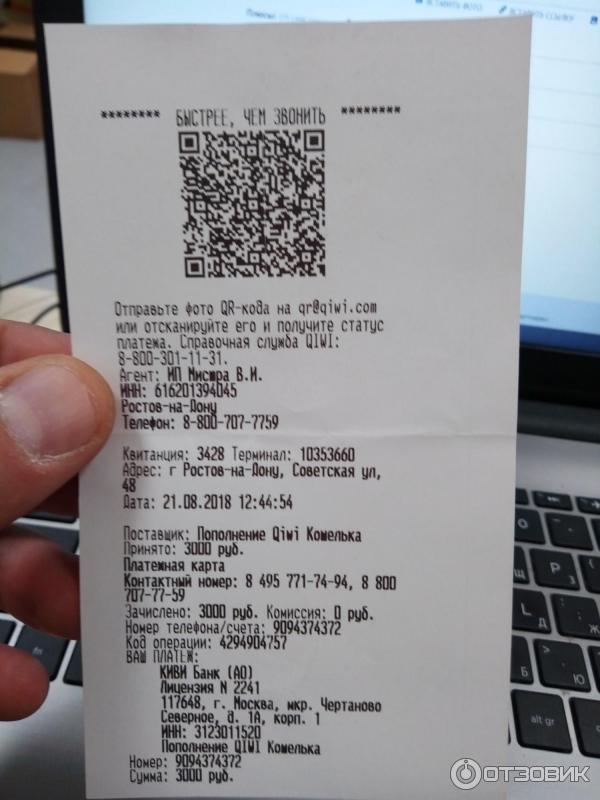 ******** БЫСТРЕЕ, ЧЕМ ЗВОНИТЬ ********
Отправьте фото QR-кода на qr@qiwi.com
или отсканируйте его и получите статус
платежа. Справочная служба QIWI:
8-800-301-11-31.
Агент: ИП Мисюра В.И.
ИНН: 616201394045
Ростов-на-Дону
Телефон: 8-800-707-7759
Квитанция: 3428 Терминал: 10353660
Адрес: г Ростов-на-Дону, Советская ул,
48
Дата: 21.08.2018 12:44:54
Поставщик: Пополнение Qiwi Кошелька
Принято: 3000 руб.
Платежная карта
Контактный номер: 8 495 771-74-94, 8 800
707-77-59
Зачислено: 3000 руб. Комиссия: 0 руб.
Номер телефона/счета: 9094374372
Код операции: 4294904757
ВАШ ПЛАТЕЖ:
КИВИ Банк (АО)
Лицензия N 2241
117648, г. Москва, мкр. Чертаново
Северное, д. 1А, корп. 1
ИНН: 3123011520
Пополнение QIWI Кошелька
Номер: 9094374372
Сумма: 3000 руб.
alt gr
ОТЗОВИК